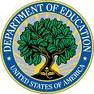 DEPARTMENT OF EDUCATION
UNITED STATES OF AMERICA